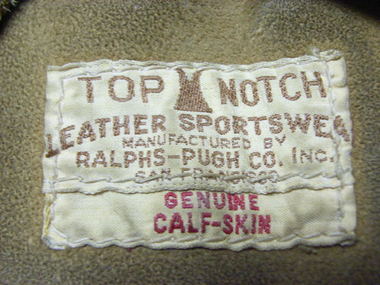 TOP NOTCH
LEATHER SPORTSWEA
MANUFACTURED BY
RALPHS-PUGH CO. INC.
SAN FRANCISCO
GENUINE
CALF-SKIN